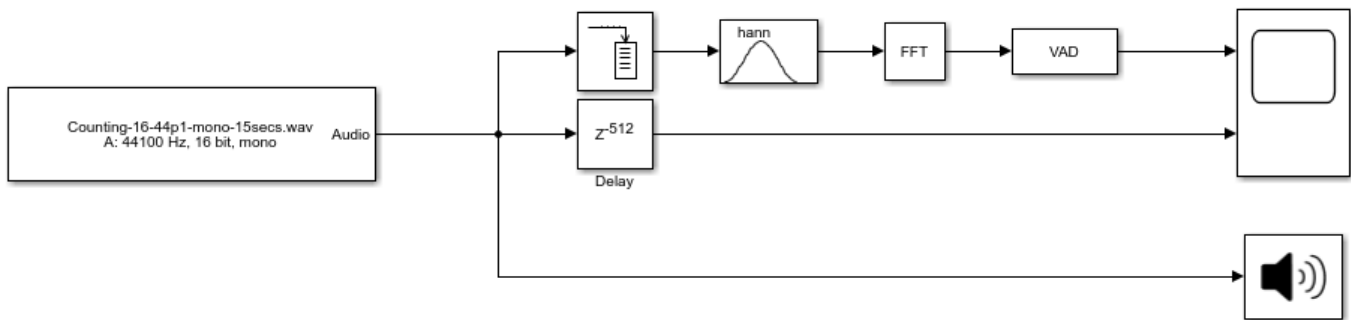 hann
FFT
VAD
Counting-16-44p1-mono-15secs.wav
A: 44100 Hz, 16 bit, mono
Audio
Z-512
Delay